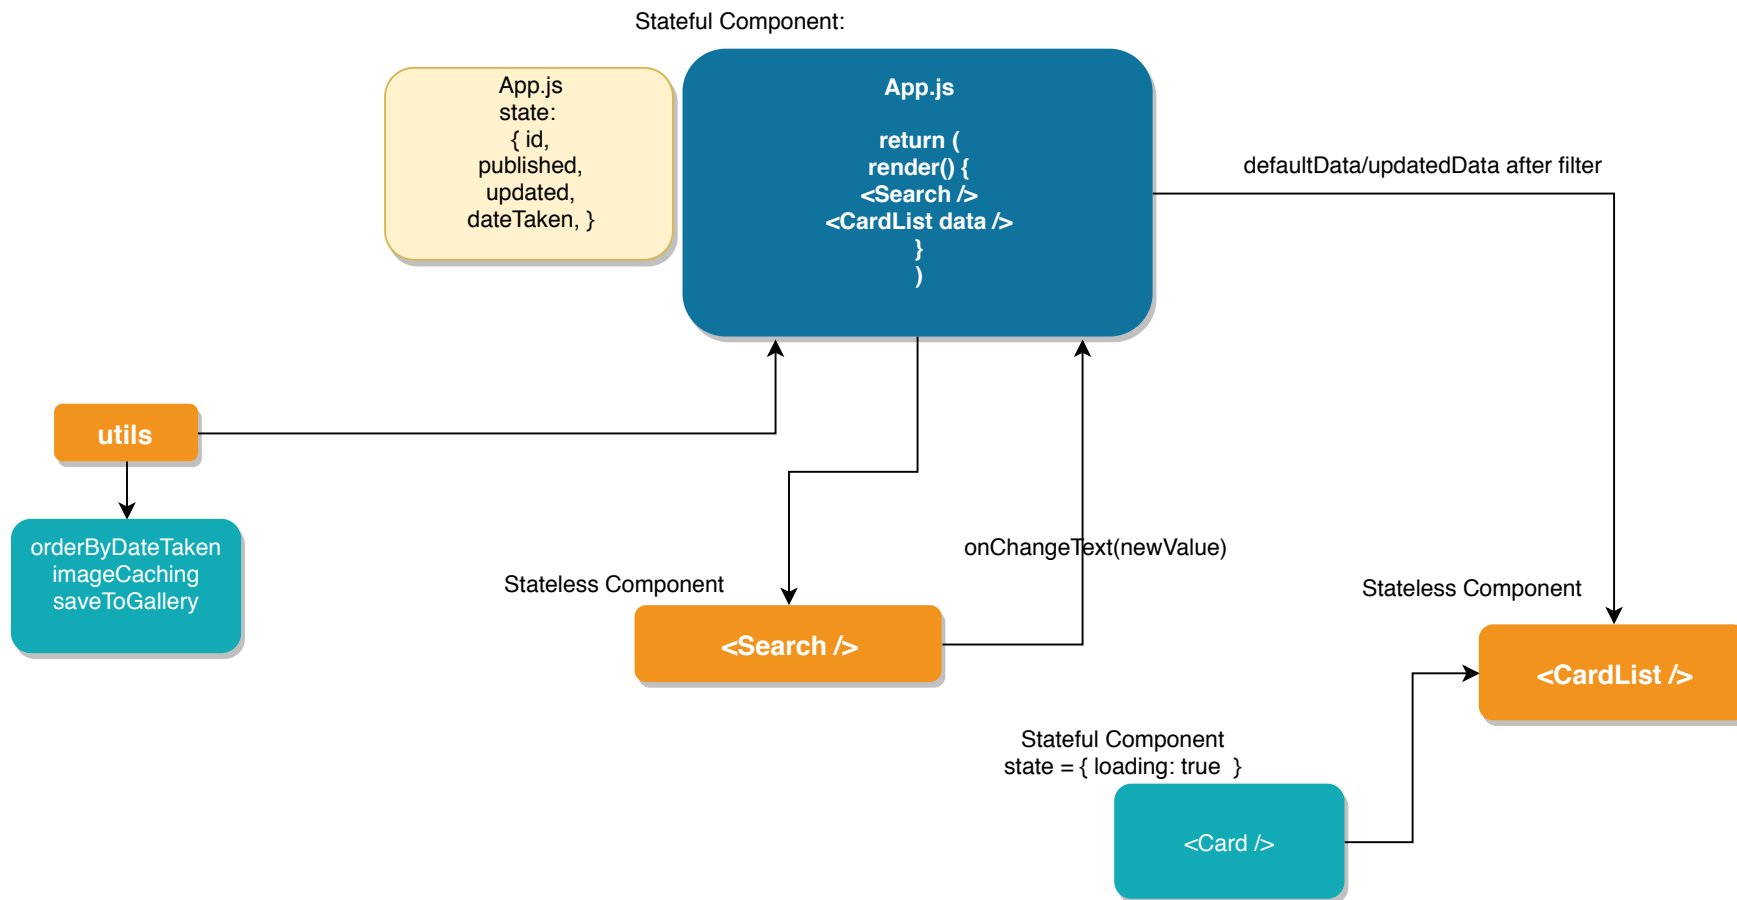 Stateful Component:
App.js
state:
{ id,
published,
updated,
dateTaken, }
App.js
return (
render() {
<Search />
<CardList data />
}
)
defaultData/updatedData after filter
utils
orderByDateTaken
imageCaching
saveToGallery
onChangeText(newValue)
Stateless Component
<Search />
Stateless Component
<CardList />
Stateful Component
state = { loading: true  }
<Card />